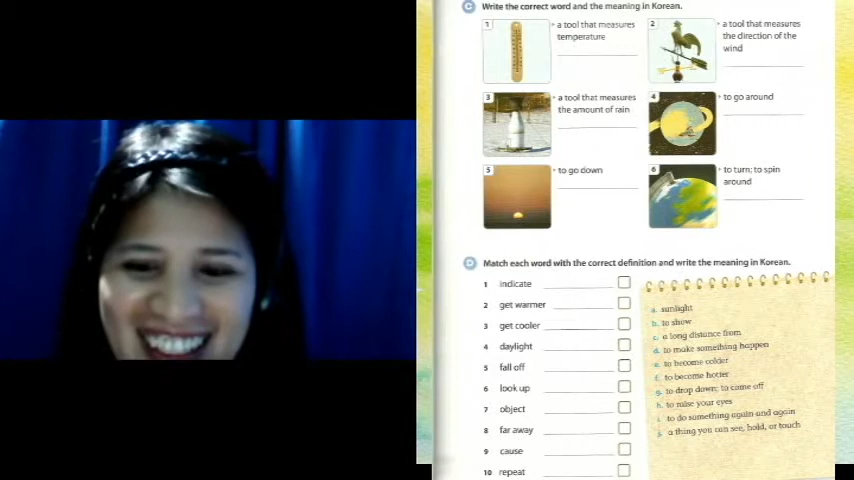 C Write the correct word and the meaning in Korean.
1 a tool that measures
temperature
2 a tool that measures
the direction of the
wind
3 a tool that measures
the amount of rain
4 to go around
5 to go down
6 to turn; to spin
around
D Match each word with the correct definition and write the meaning in Korean.
1 indicate
2 get warmer
3 get cooler
4 daylight
5 fall off
6 look up
7 object
8 far away
9 cause
10 repeat
a. sunlight
b. to show
c. a long distance from
d. to make something happen
e. to become colder
f. to become hotter
g. to drop down; to come off
h. to raise your eyes
i. to do something again and again
j. a thing you can see, hold, or touch